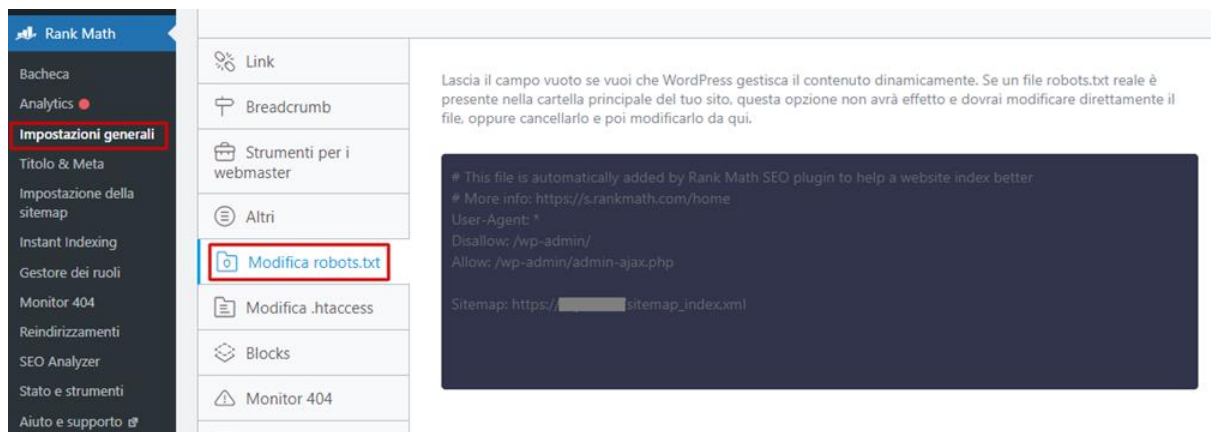 Rank Math
Bacheca
Analytics
Impostazioni generali
Titolo & Meta
Impostazione della
sitemap
Instant Indexing
Gestore dei ruoli
Monitor 404
Reindirizzamenti
SEO Analyzer
Stato e strumenti
Aiuto e supporto
Link
Breadcrumb
Strumenti per i
webmaster
Altri
Modifica robots.txt
Modifica .htaccess
Blocks
Monitor 404
Lascia il campo vuoto se vuoi che WordPress gestisca il contenuto dinamicamente. Se un file robots.txt reale è
presente nella cartella principale del tuo sito, questa opzione non avrà effetto e dovrai modificare direttamente il
file, oppure cancellarlo e poi modificarlo da qui.
# This file is automatically added by Rank Math SEO plugin to help a website index better
# More info: https://s.rankmath.com/home
User-Agent: *
Disallow: /wp-admin/
Allow: /wp-admin/admin-ajax.php
Sitemap: https:// sitemap_index.xml